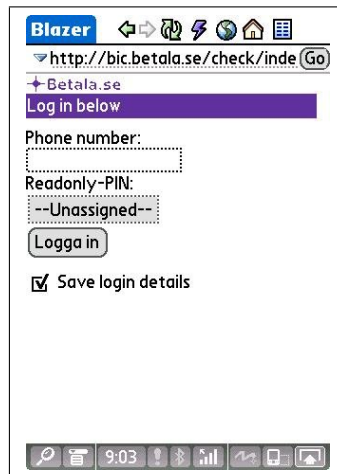 Blazer
http://bic.betala.se/check/inde Go
Betala.se
Log in below
Phone number:
Readonly-PIN:
--Unassigned--
Logga in
Save login details
9:03